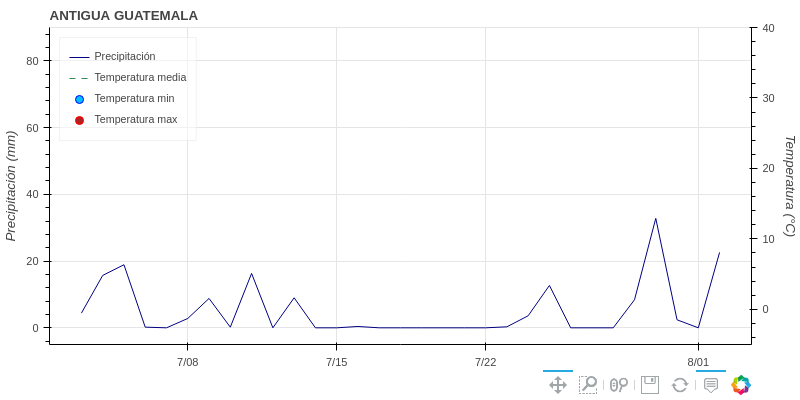 ANTIGUA GUATEMALA
Precipitación
Temperatura media
Temperatura min
Temperatura max
Precipitación (mm)
80
60
40
20
0
40
30
20
10
0
Temperatura (°C)
7/08
7/15
7/22
8/01